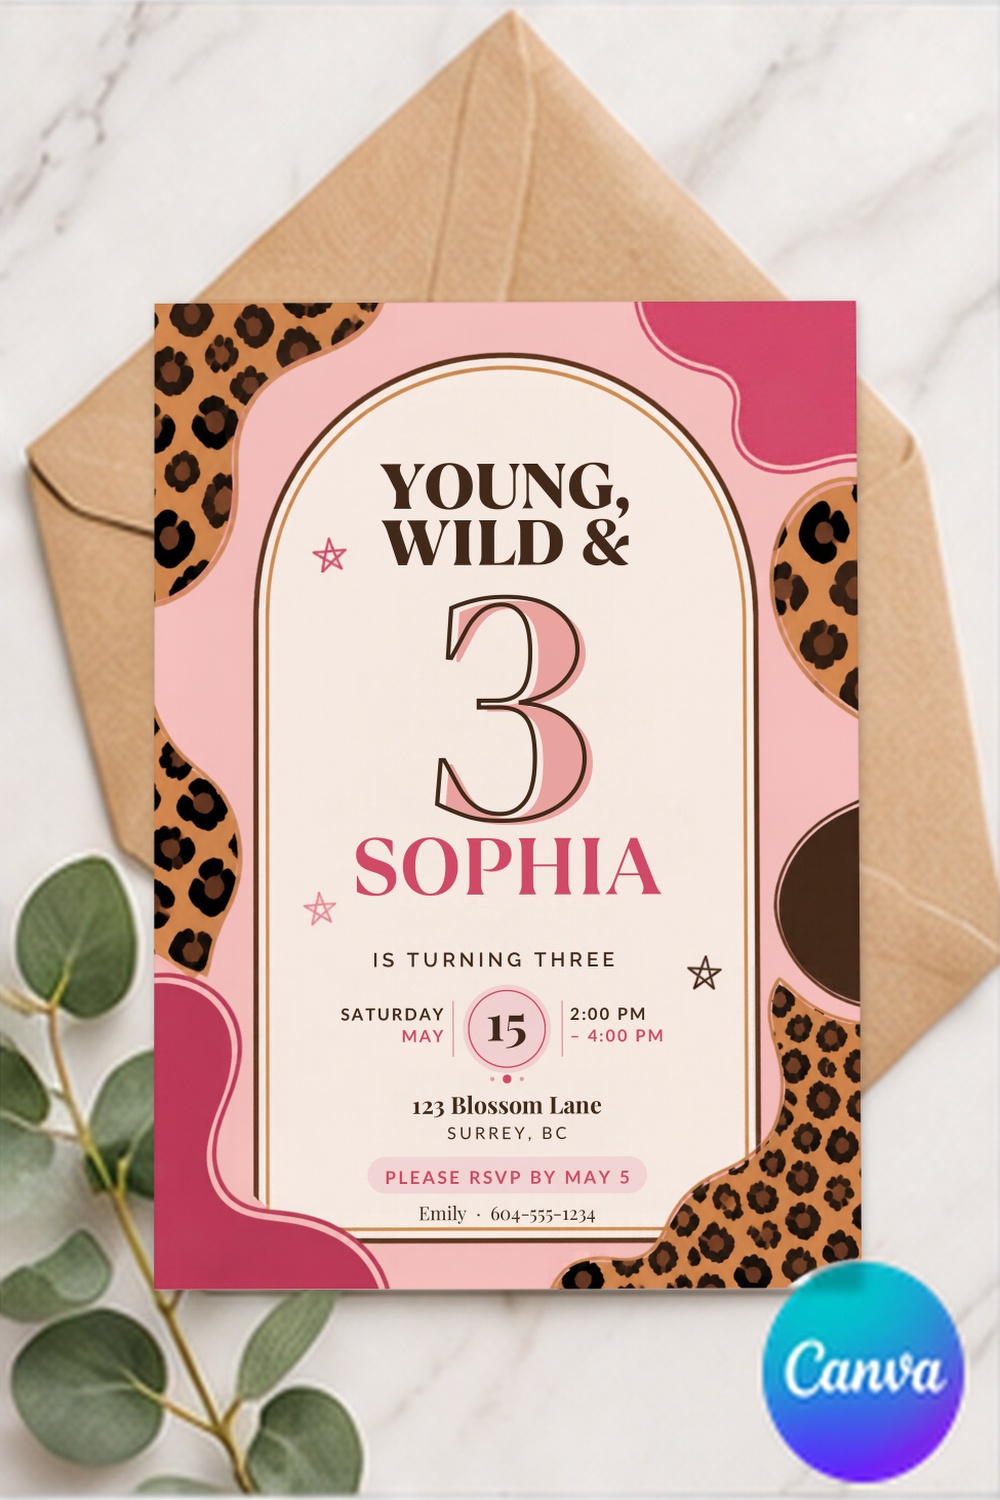 YOUNG,
WILD &
3
SOPHIA
IS TURNING THREE
SATURDAY
MAY
15
2:00 PM
– 4:00 PM
123 Blossom Lane
SURREY, BC
PLEASE RSVP BY MAY 5
Emily · 604-555-1234
Canva